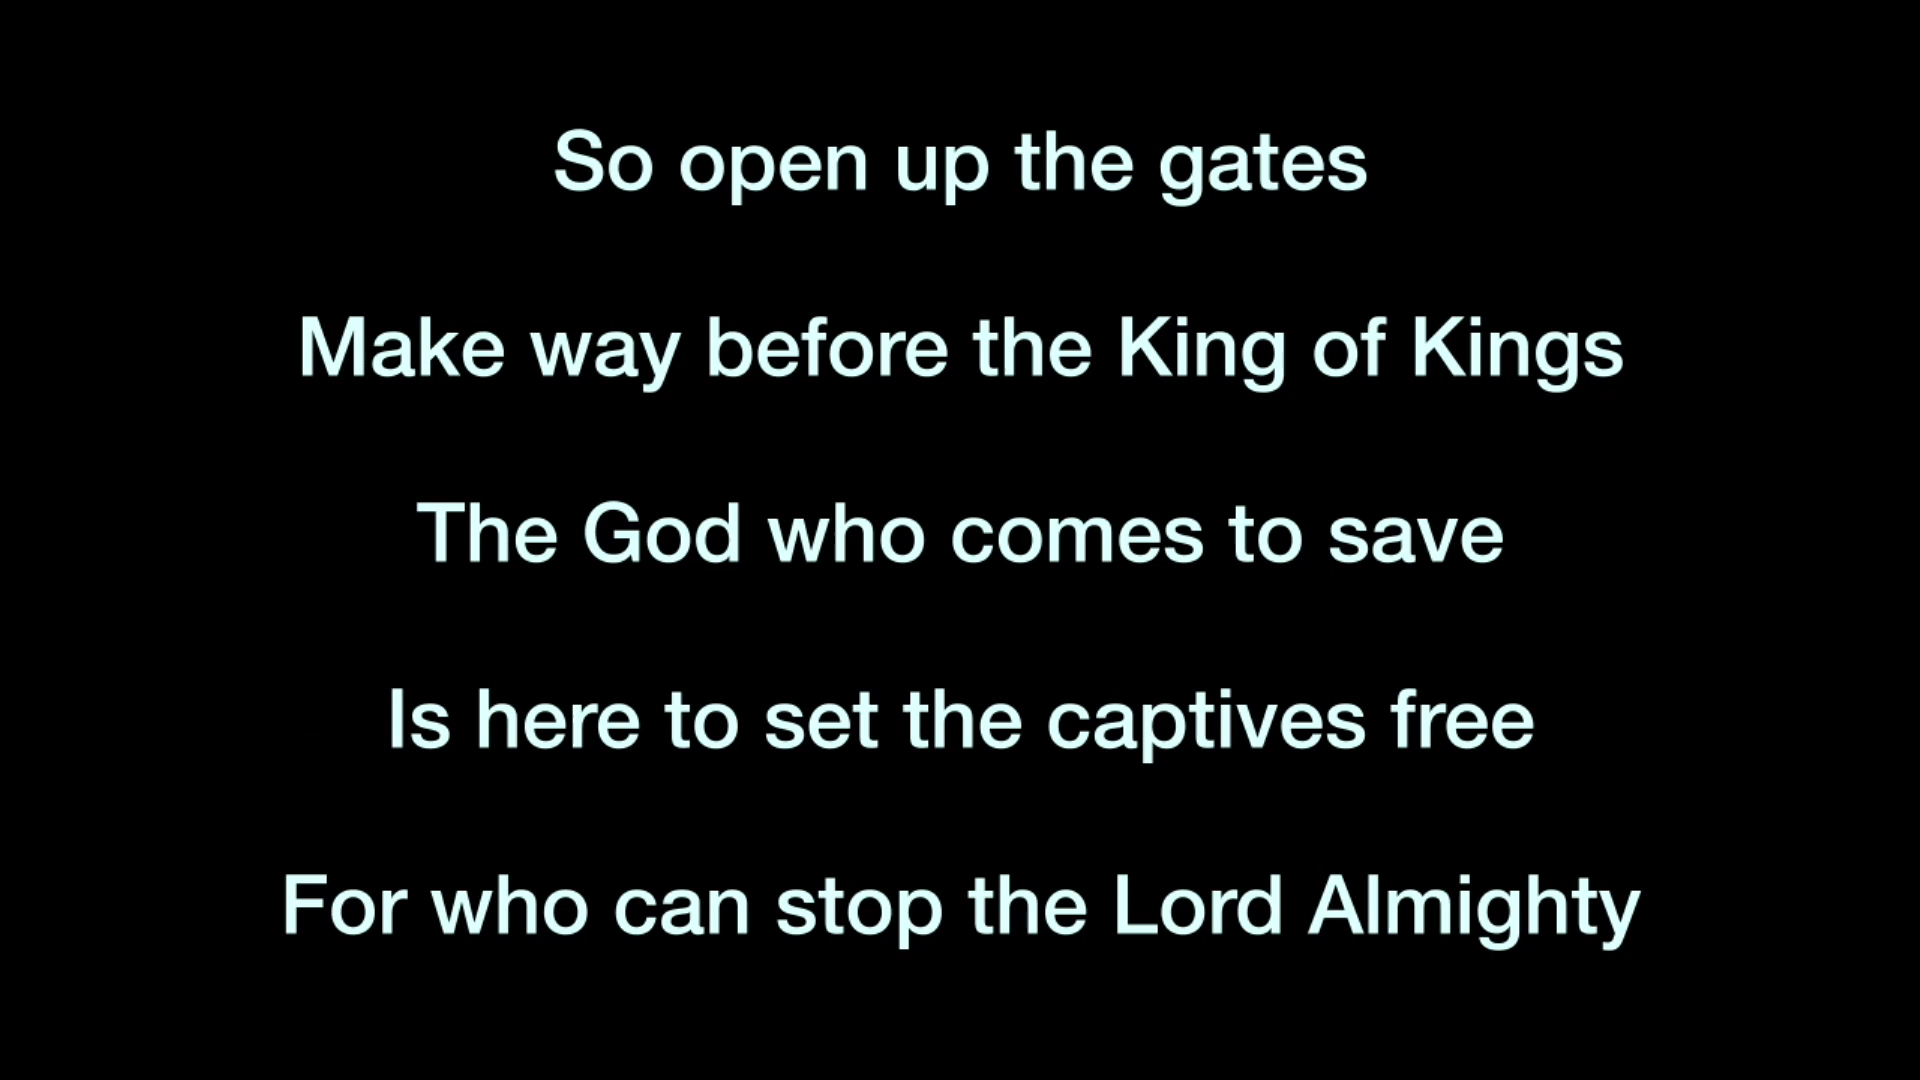 So open up the gates
Make way before the King of Kings
The God who comes to save
Is here to set the captives free
For who can stop the Lord Almighty